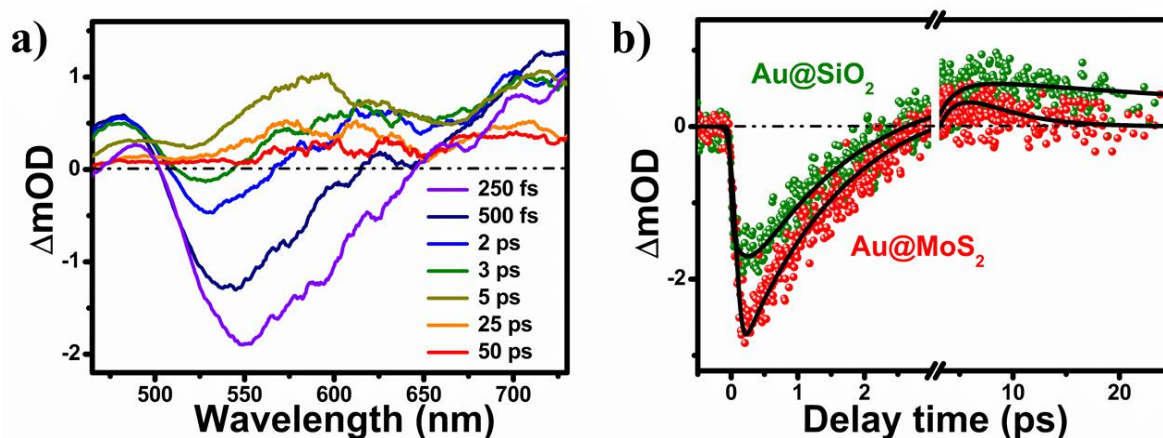 a)
ΔmOD
1
0
-1
-2
500 550 600 650 700
Wavelength (nm)
250 fs
500 fs
2 ps
3 ps
5 ps
25 ps
50 ps
b)
ΔmOD
0
-2
Au@SiO₂
Au@MoS₂
0 1 2 10 20
Delay time (ps)